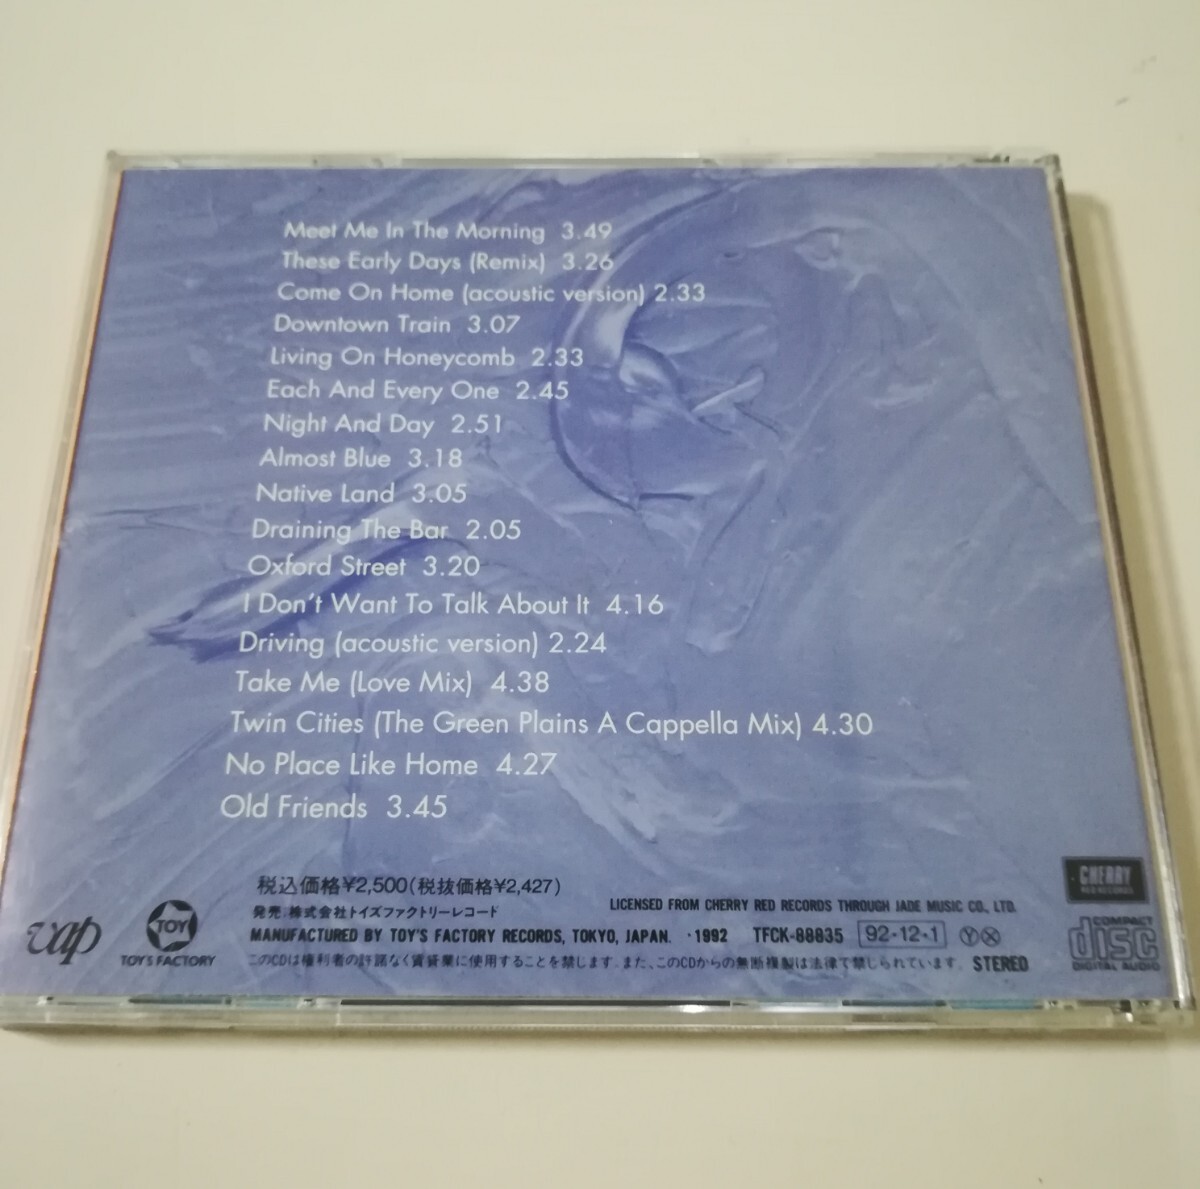 Meet Me In The Morning 3.49
These Early Days (Remix) 3.26
Come On Home (acoustic version) 2.33
Downtown Train 3.07
Living On Honeycomb 2.33
Each And Every One 2.45
Night And Day 2.51
Almost Blue 3.18
Native Land 3.05
Draining The Bar 2.05
Oxford Street 3.20
I Don't Want To Talk About It 4.16
Driving (acoustic version) 2.24
Take Me (Love Mix) 4.38
Twin Cities (The Green Plains A Cappella Mix) 4.30
No Place Like Home 4.27
Old Friends 3.45
税込価格¥2,500(税抜価格¥2,427)
発売:株式会社トイズファクトリーレコード
LICENSED FROM CHERRY RED RECORDS THROUGH JADE MUSIC CO., LTD.
MANUFACTURED BY TOY'S FACTORY RECORDS, TOKYO, JAPAN. ・1992 TFCK-88835 92・12・1 Ⓨ Ⓧ
このCDは権利者の許諾なく賃貸業に使用することを禁じます。また、このCDからの無断複製は法律で禁じられています。 STEREO
vap
TOY
TOY'S FACTORY
CHERRY
RED RECORDS
COMPACT
disc
DIGITAL AUDIO